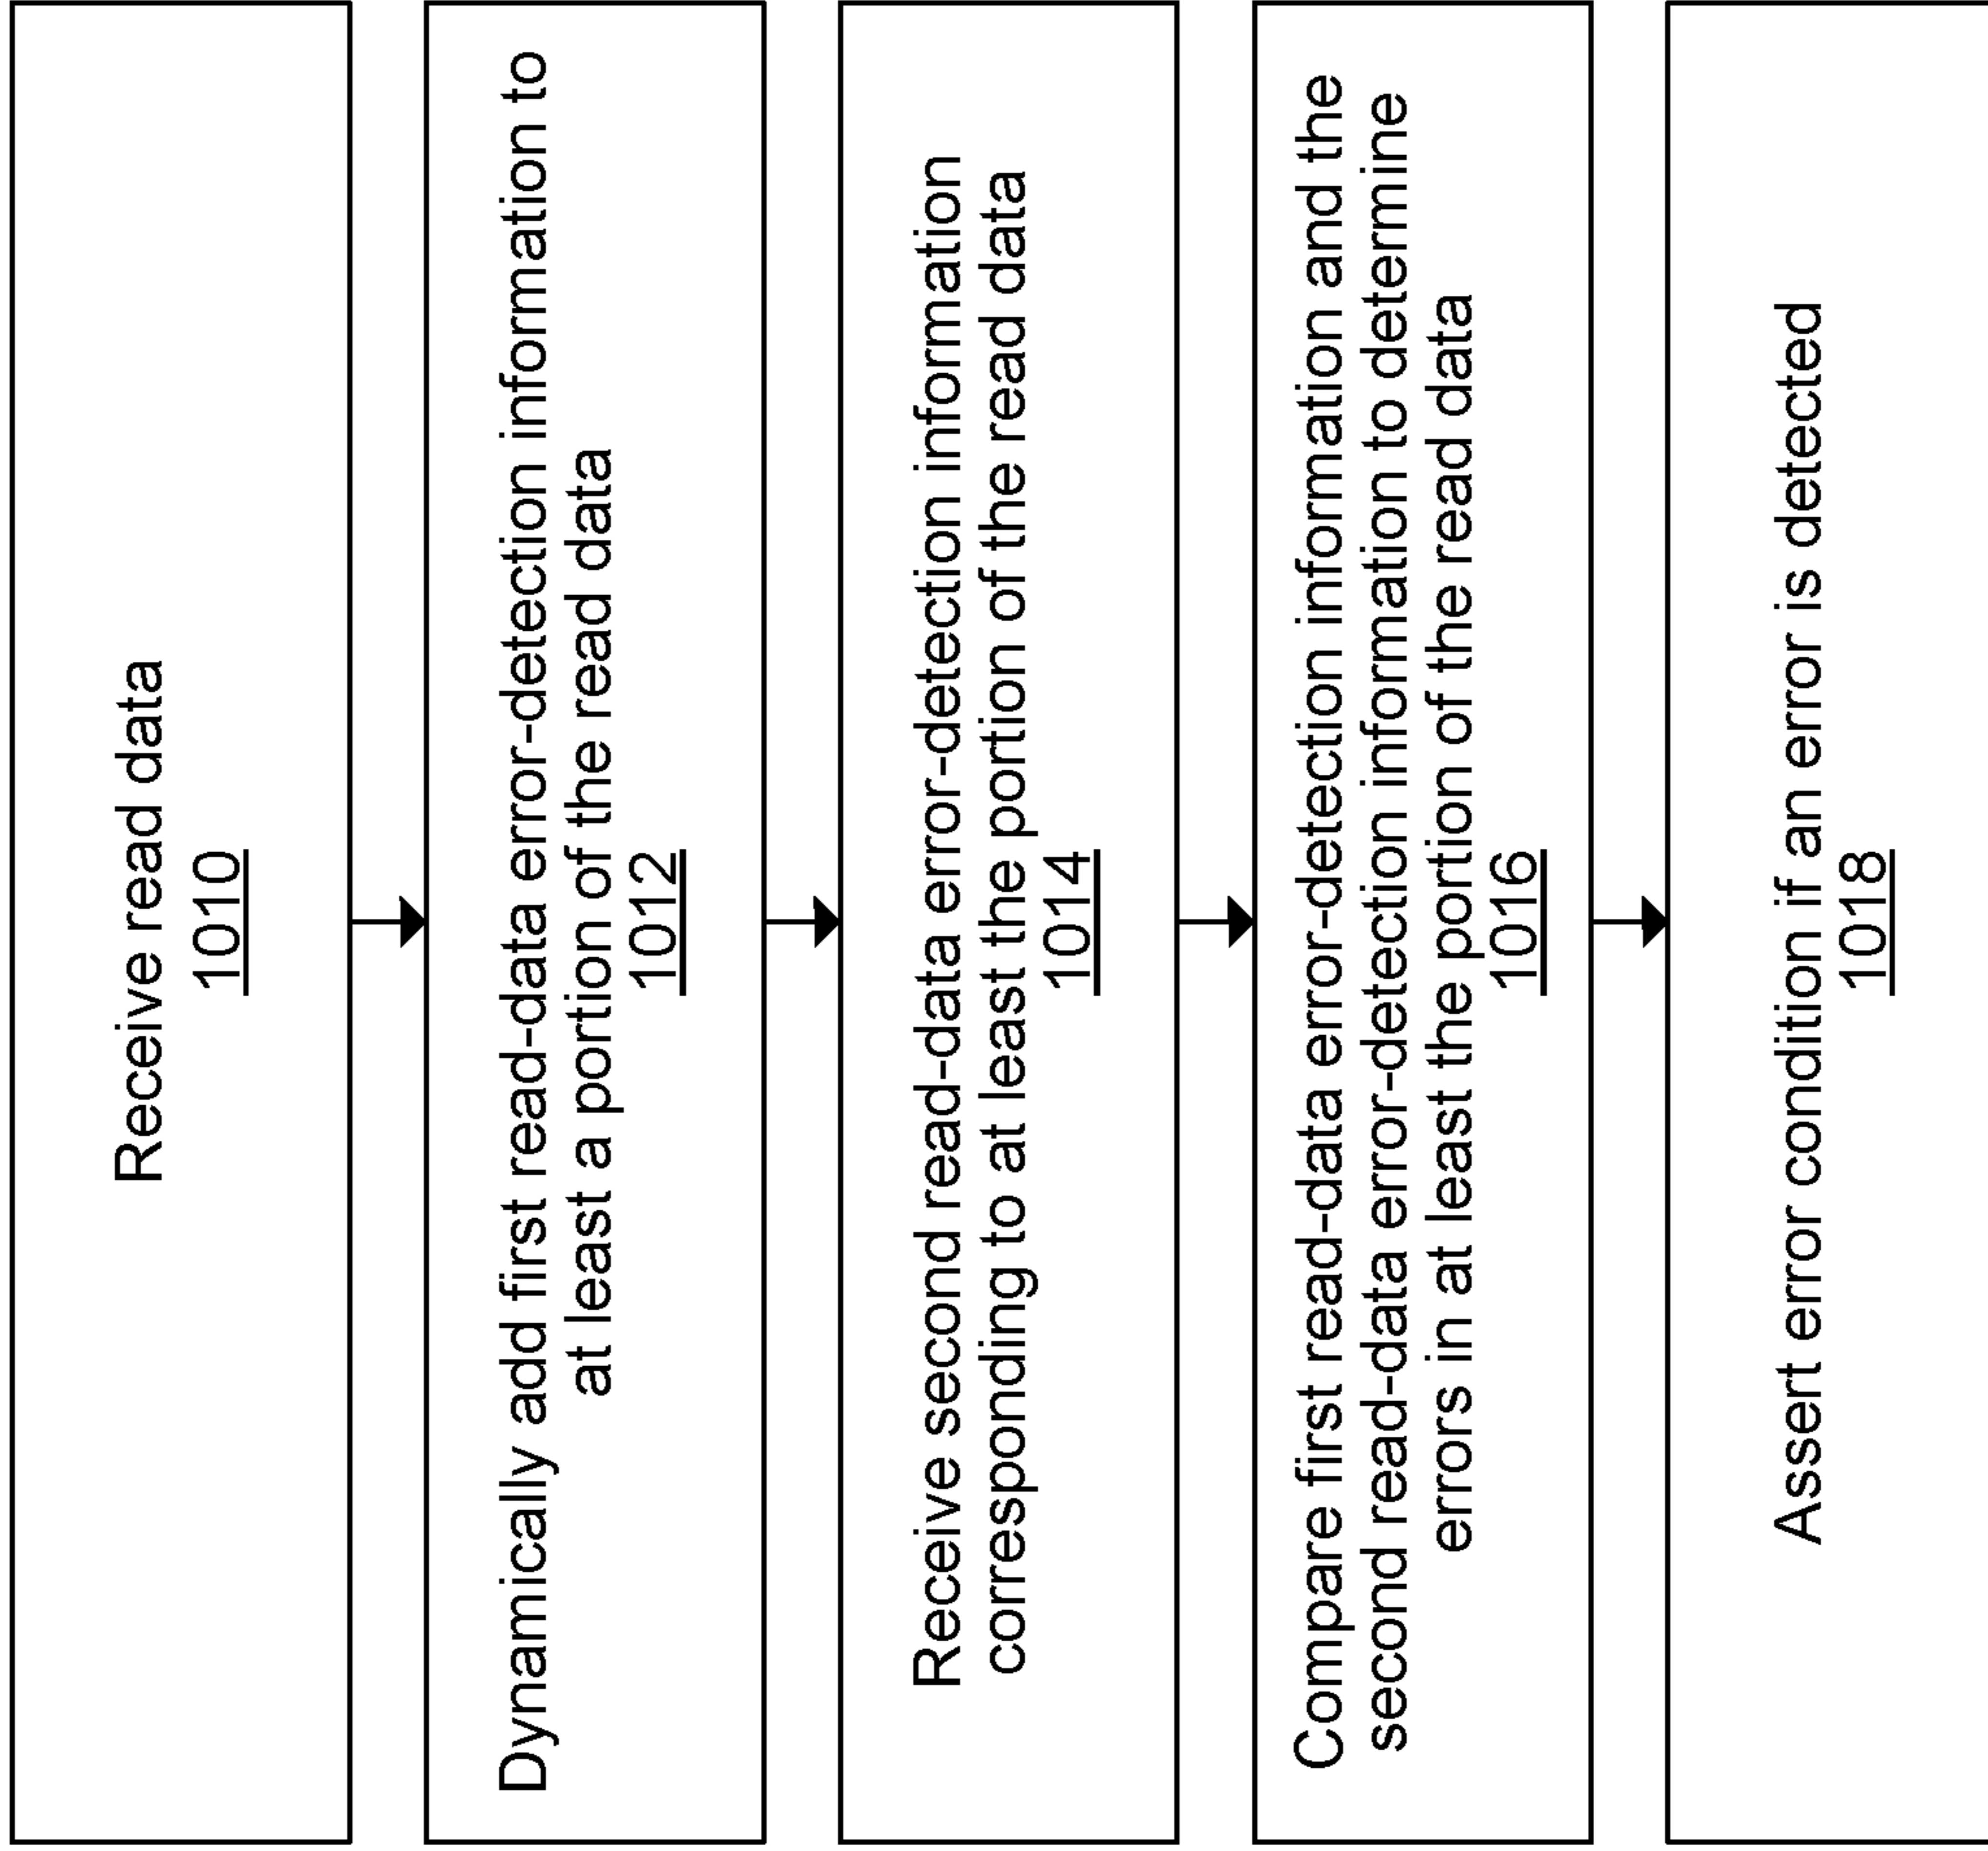 Receive read data
1010
Dynamically add first read-data error-detection information to
at least a portion of the read data
1012
Receive second read-data error-detection information
corresponding to at least the portion of the read data
1014
Compare first read-data error-detection information and the
second read-data error-detection information to determine
errors in at least the portion of the read data
1016
Assert error condition if an error is detected
1018